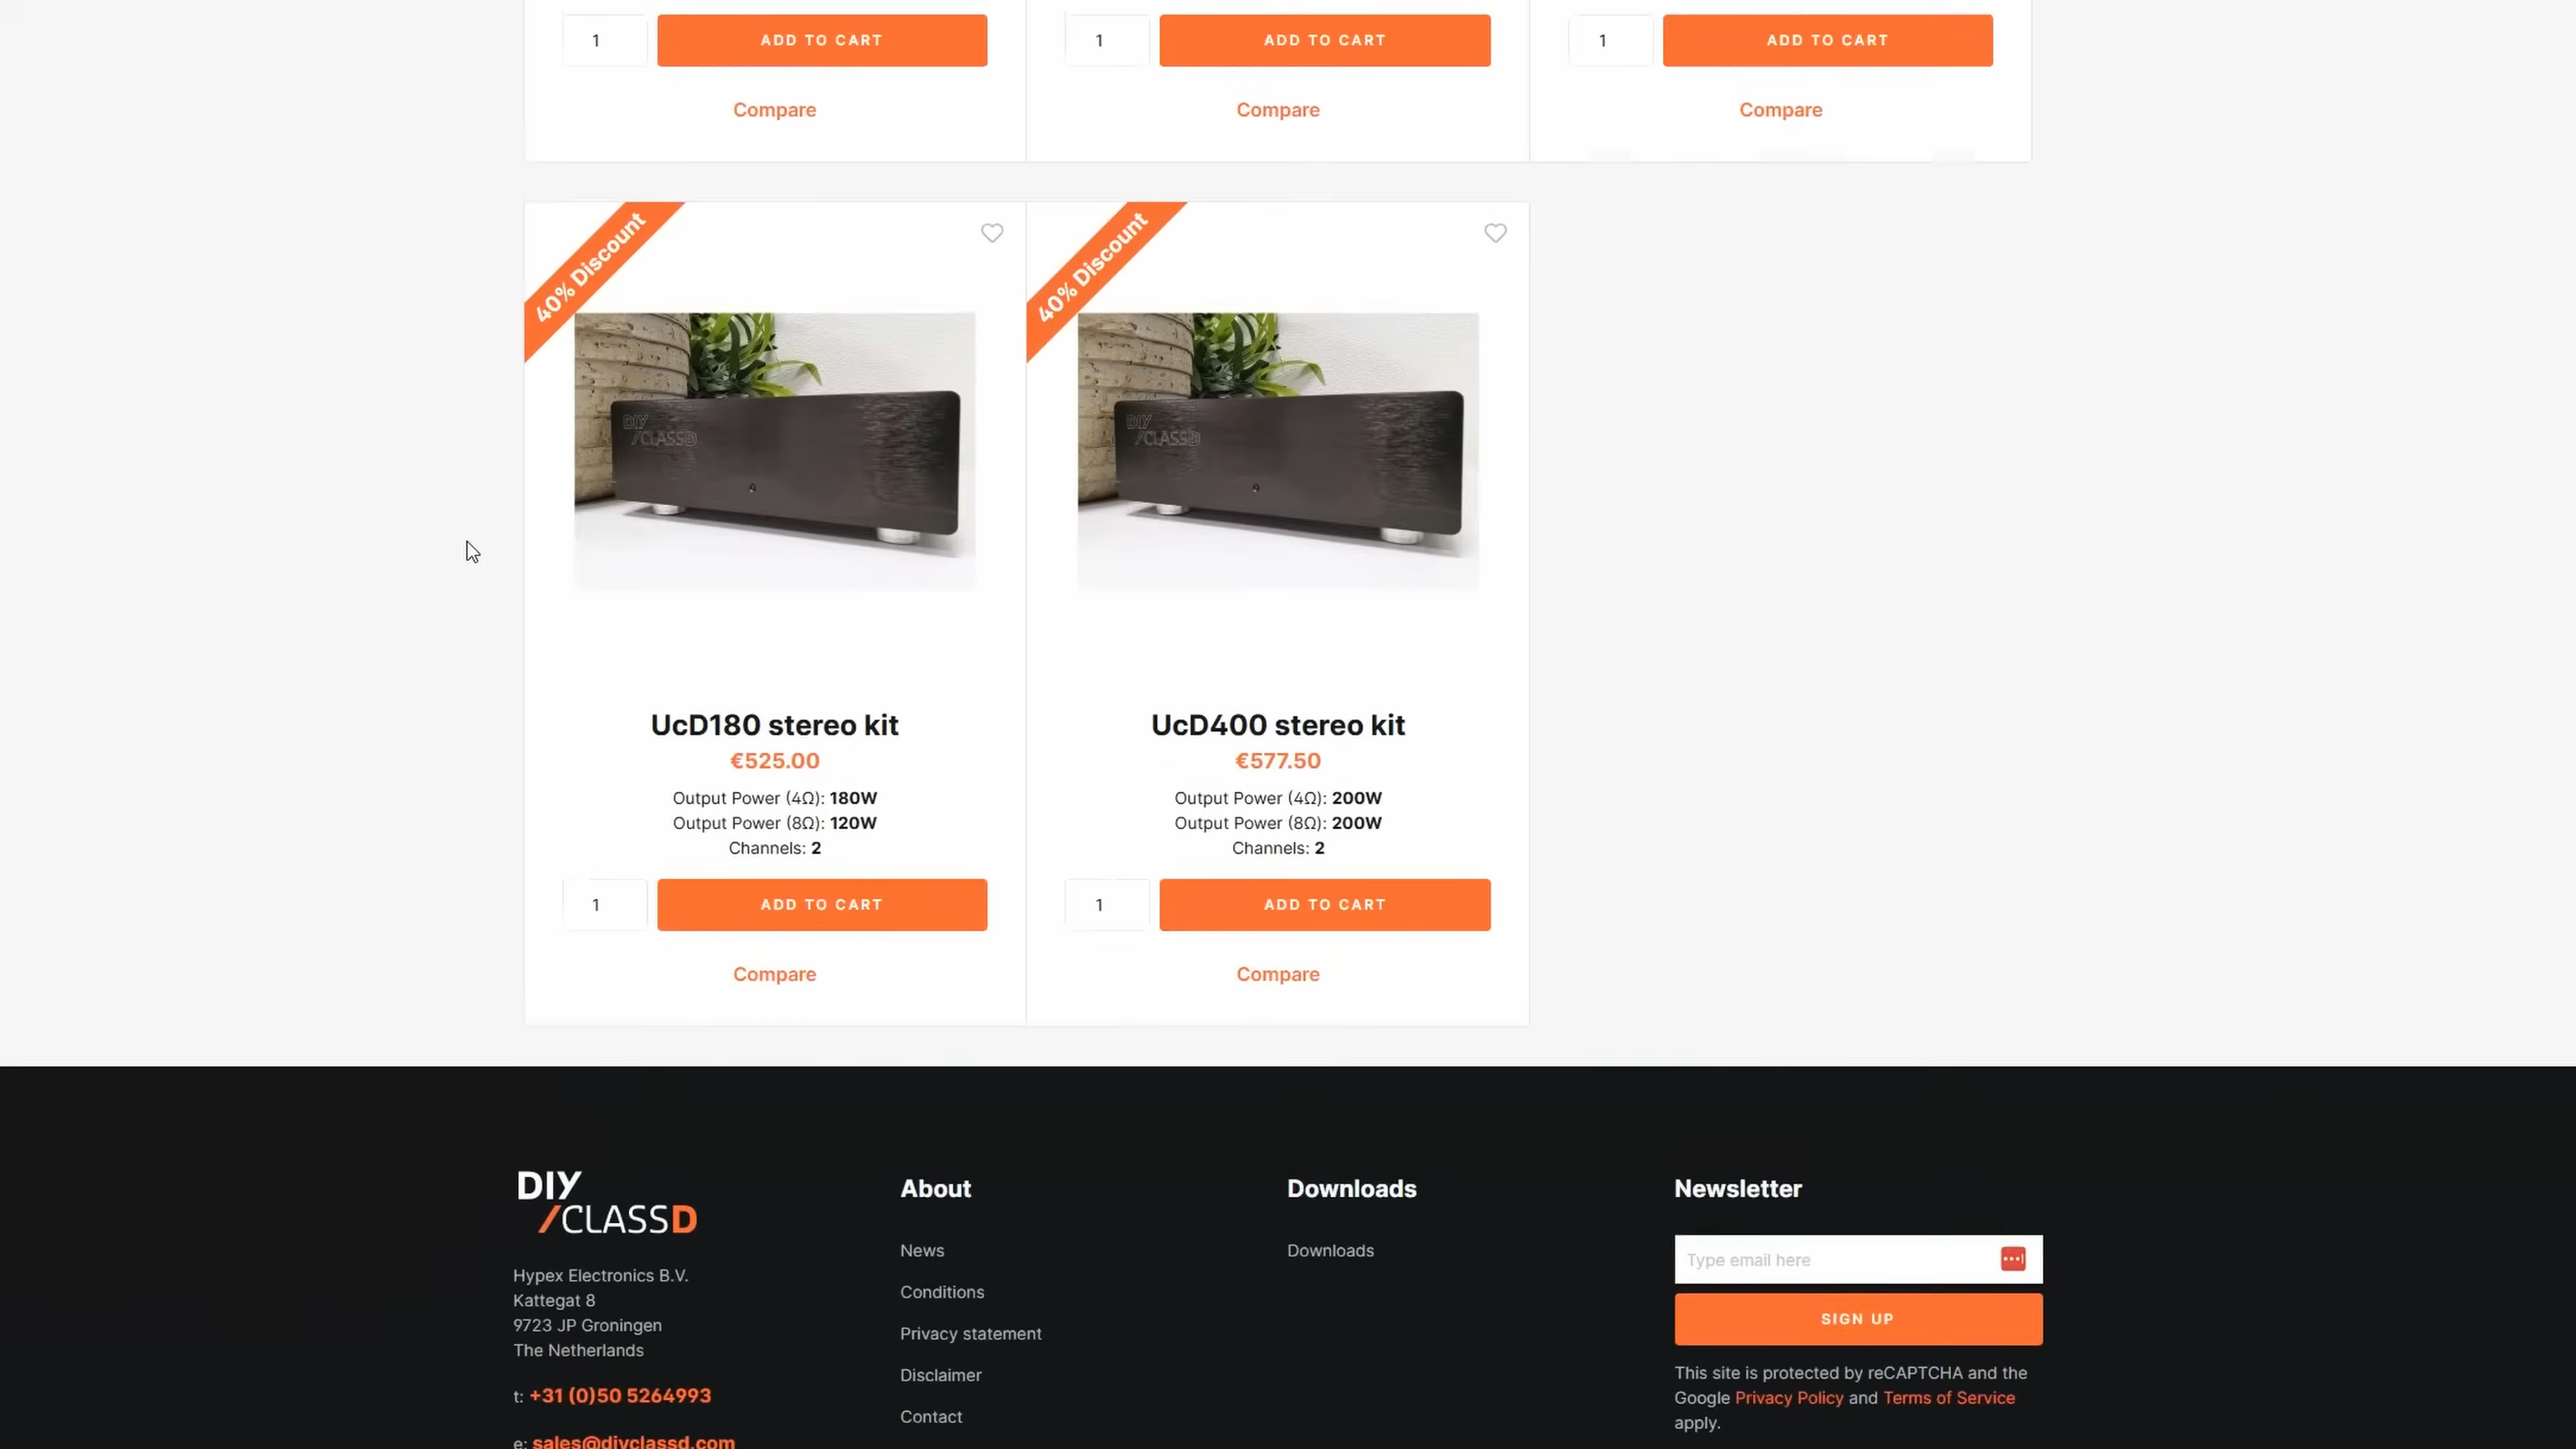 1
ADD TO CART
1
ADD TO CART
1
ADD TO CART
Compare
Compare
Compare
40% Discount
40% Discount
DIY
/CLASSD
DIY
/CLASSD
UcD180 stereo kit
€525.00
Output Power (4Ω): 180W
Output Power (8Ω): 120W
Channels: 2
1
ADD TO CART
Compare
UcD400 stereo kit
€577.50
Output Power (4Ω): 200W
Output Power (8Ω): 200W
Channels: 2
1
ADD TO CART
Compare
DIY
/CLASSD
Hypex Electronics B.V.
Kattegat 8
9723 JP Groningen
The Netherlands
t: +31 (0)50 5264993
e: sales@diyclassd.com
About
News
Conditions
Privacy statement
Disclaimer
Contact
Downloads
Downloads
Newsletter
Type email here
SIGN UP
This site is protected by reCAPTCHA and the
Google Privacy Policy and Terms of Service
apply.